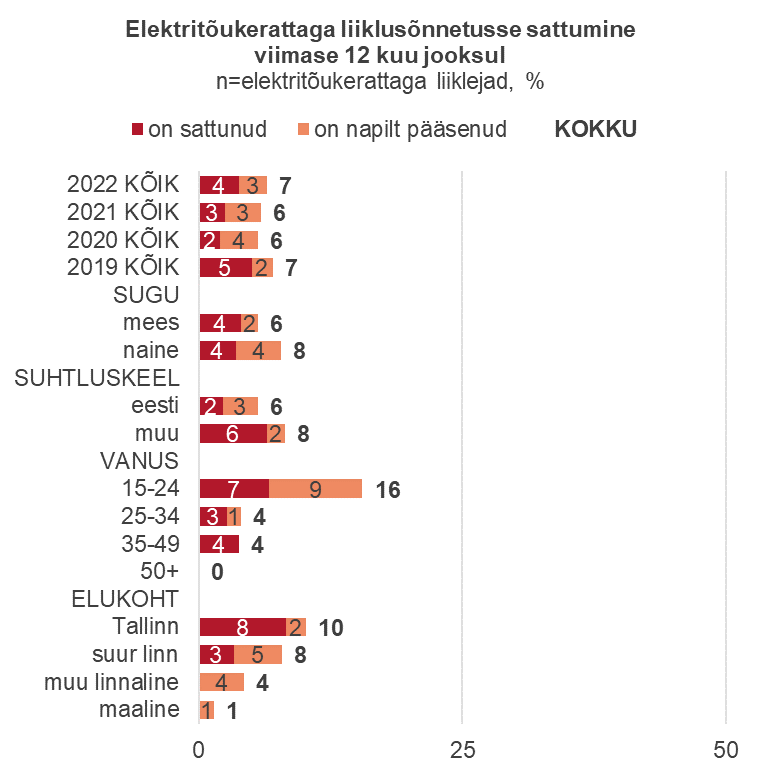 Elektritõukerattaga liiklusõnnetusse sattumine
viimase 12 kuu jooksul
n=elektritõukerattaga liiklejad, %
on sattunud on napilt pääsenud KOKKU
2022 KÕIK 4 3 7
2021 KÕIK 3 3 6
2020 KÕIK 2 4 6
2019 KÕIK 5 2 7
SUGU
mees 4 2 6
naine 4 4 8
SUHTLUSKEEL
eesti 2 3 6
muu 6 2 8
VANUS
15-24 7 9 16
25-34 3 1 4
35-49 4 4
50+ 0
ELUKOHT
Tallinn 8 2 10
suur linn 3 5 8
muu linnaline 4 4
maaline 1 1
0 25 50